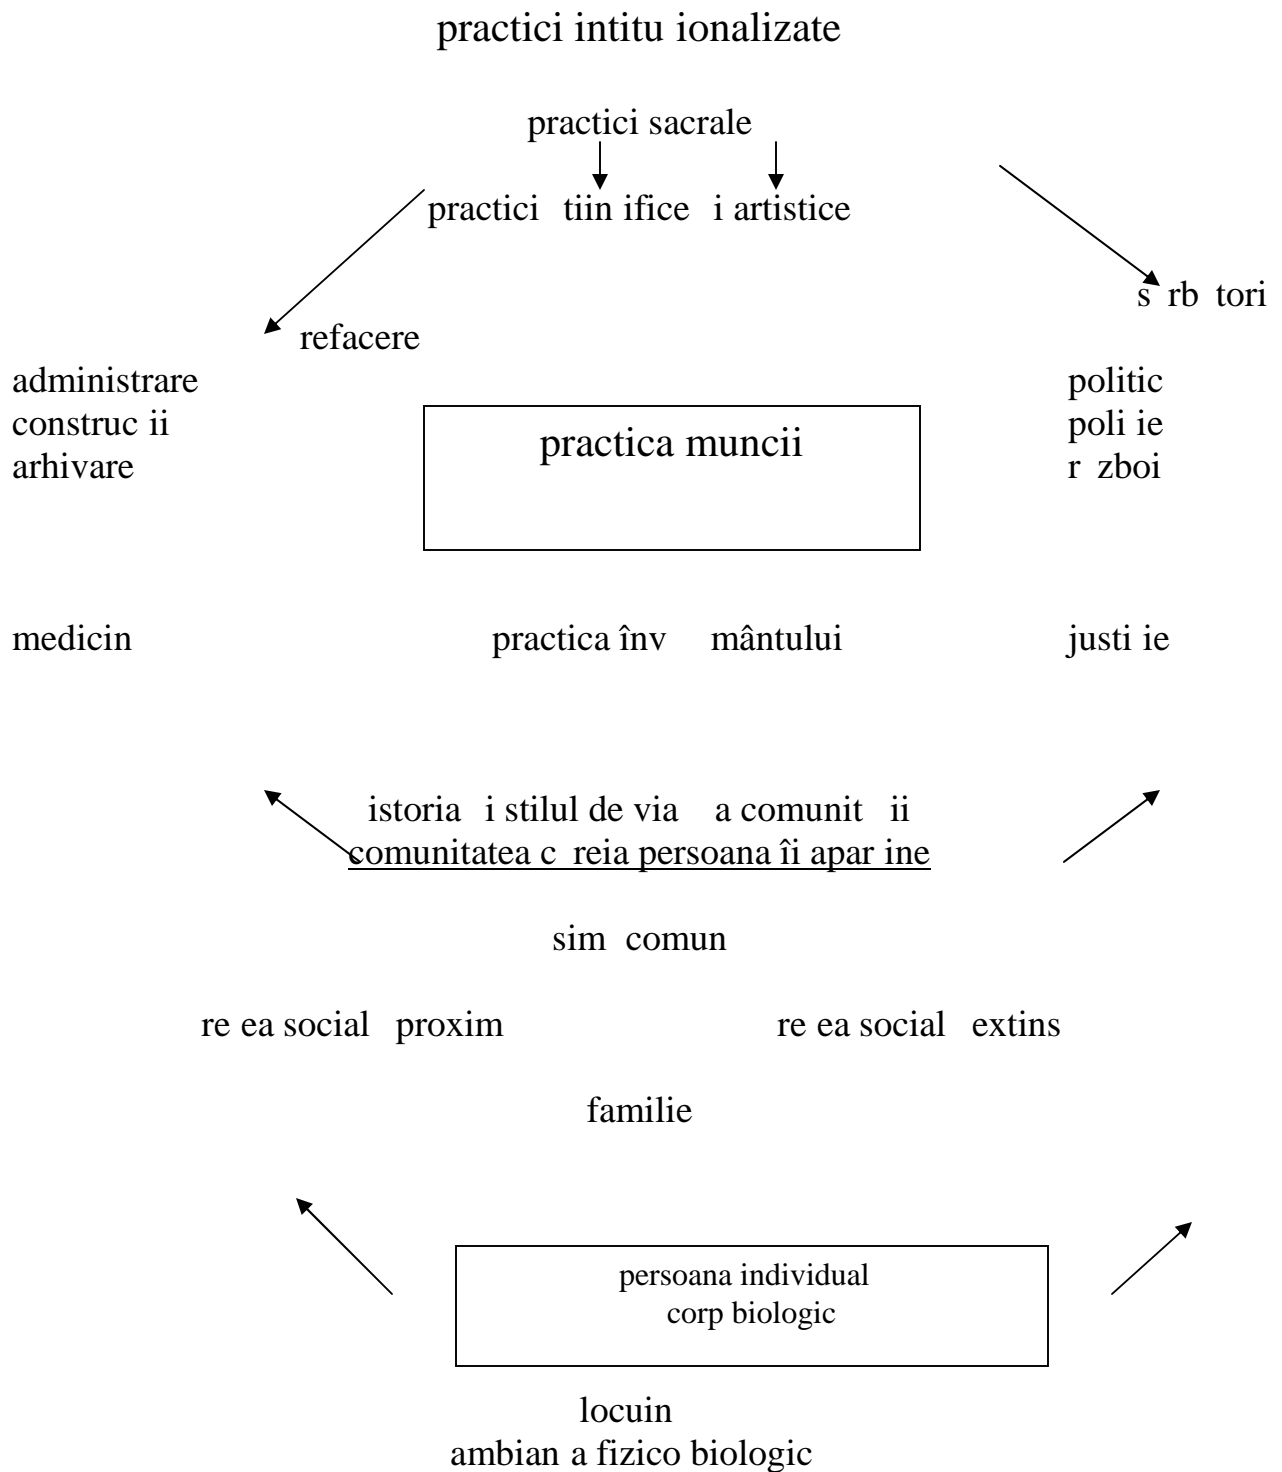 practici intitu ionalizate
practici sacrale
practici tiin ifice i artistice
s rb tori
refacere
administrare politic
construc ii poli ie
practica muncii
arhivare r zboi
medicin practica înv mântului justi ie
istoria i stilul de via a comunit ii
comunitatea c reia persoana îi apar ine
sim comun
re ea social proxim re ea social extins
familie
persoana individual
corp biologic
locuin
ambian a fizico biologic